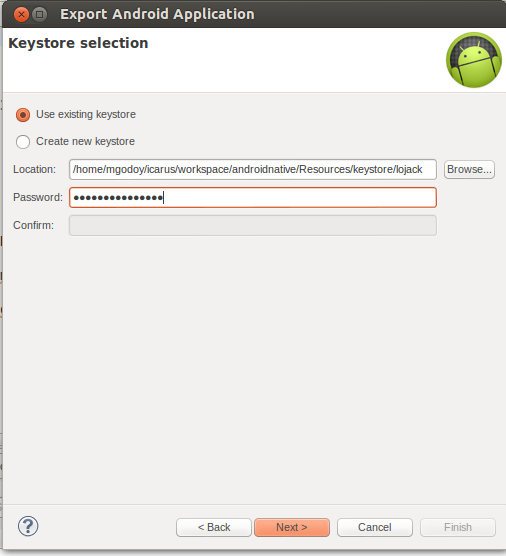 Export Android Application
Keystore selection
Use existing keystore
Create new keystore
Location: /home/mgodoy/icarus/workspace/androidnative/Resources/keystore/lojack Browse...
Password: ●●●●●●●●●●●●●●●
Confirm:
? < Back Next > Cancel Finish